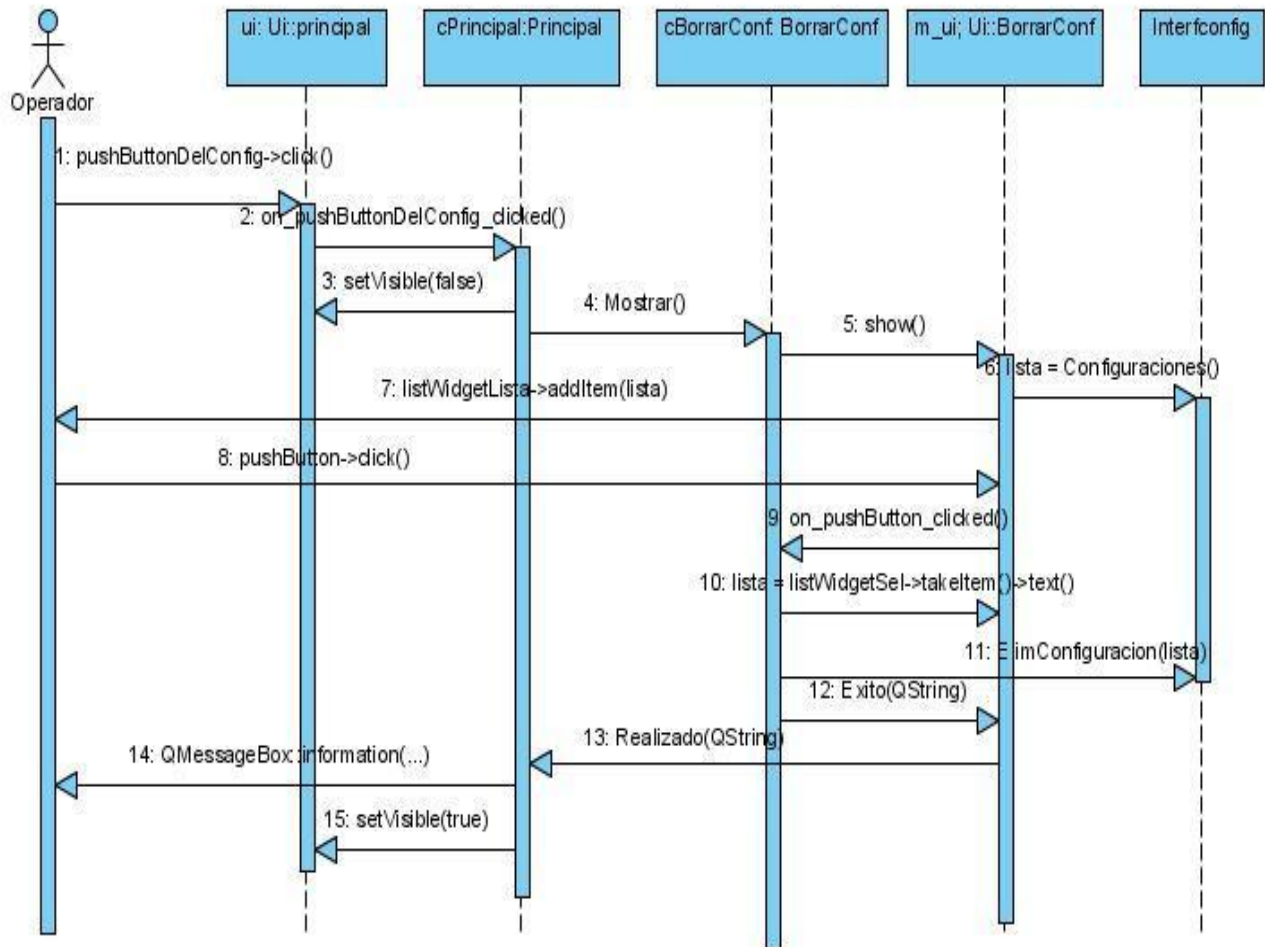 ui: Ui::principal
cPrincipal:Principal
cBorrarConf: BorrarConf
m_ui; Ui::BorrarConf
Interfconfig
Operador
1: pushButtonDelConfig->click()
2: on_pushButtonDelConfig_clicked()
3: setVisible(false)
4: Mostrar()
5: show()
6: lista = Configuraciones()
7: listWidgetLista->addItem(lista)
8: pushButton->click()
9: on_pushButton_clicked()
10: lista = listWidgetSel->takeItem()->text()
11: ElimConfiguracion(lista)
12: Exito(QString)
13: Realizado(QString)
14: QMessageBox::information(...)
15: setVisible(true)